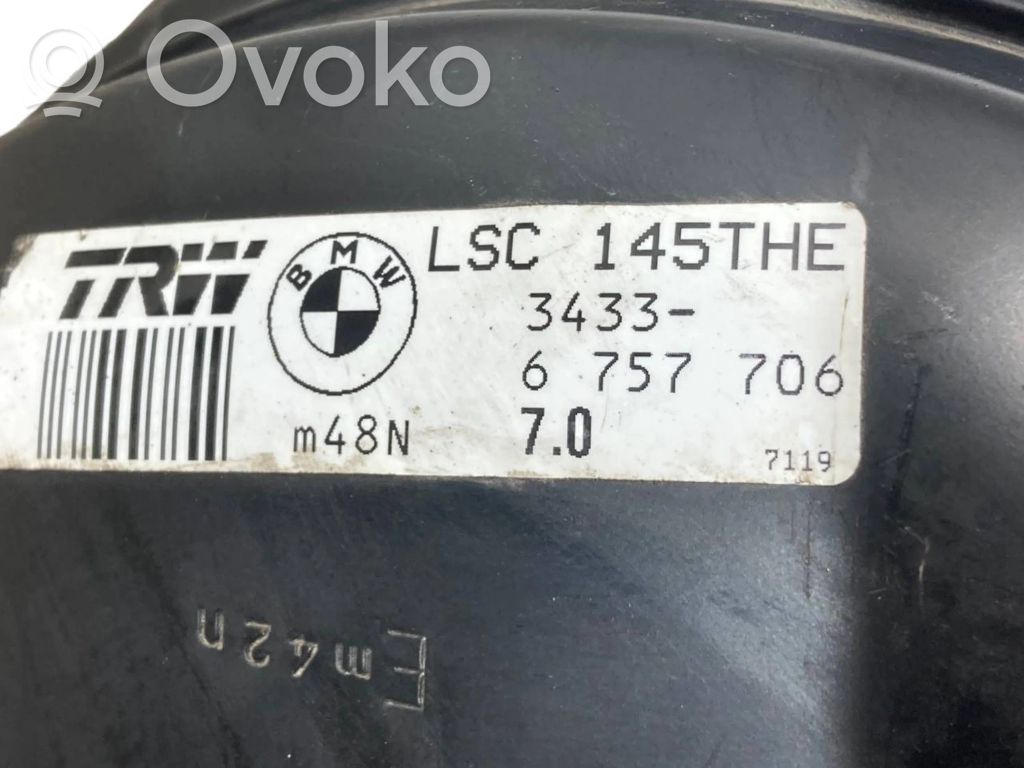 Ovoko
TRW
BMW
LSC 145THE
3433-
6 757 706
m48N 7.0
7119
Em42n